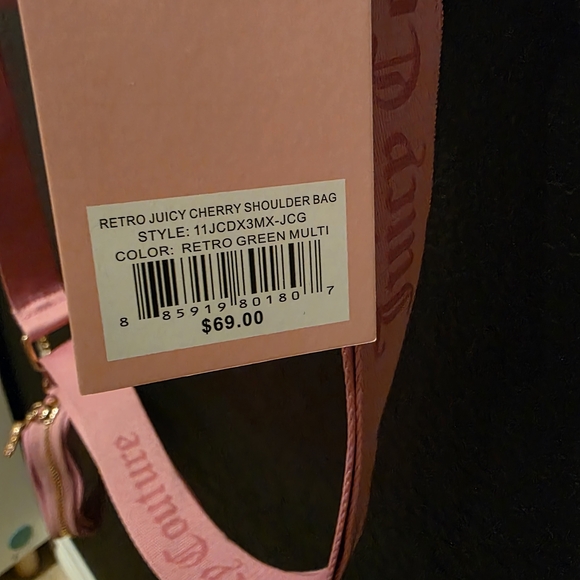 RETRO JUICY CHERRY SHOULDER BAG
STYLE: 11JCDX3MX-JCG
COLOR: RETRO GREEN MULTI
8 85919 80180 7
$69.00
Juicy C
y Couture